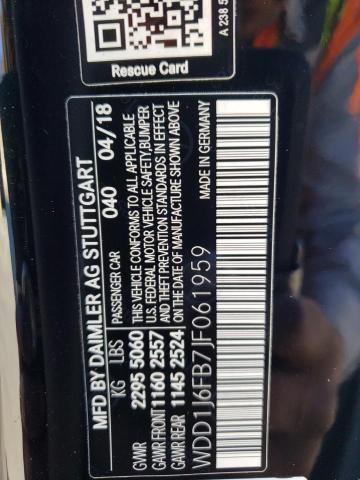 A 238 5
Rescue Card
MFD BY DAIMLER AG STUTTGART
PASSENGER CAR 040 04/18
KG LBS THIS VEHICLE CONFORMS TO ALL APPLICABLE
GVWR 2295 5060 U.S. FEDERAL MOTOR VEHICLE SAFETY, BUMPER
GAWR FRONT 1160 2557 AND THEFT PREVENTION STANDARDS IN EFFECT
GAWR REAR 1145 2524 ON THE DATE OF MANUFACTURE SHOWN ABOVE
MADE IN GERMANY
WDD1J6FB7JF061959